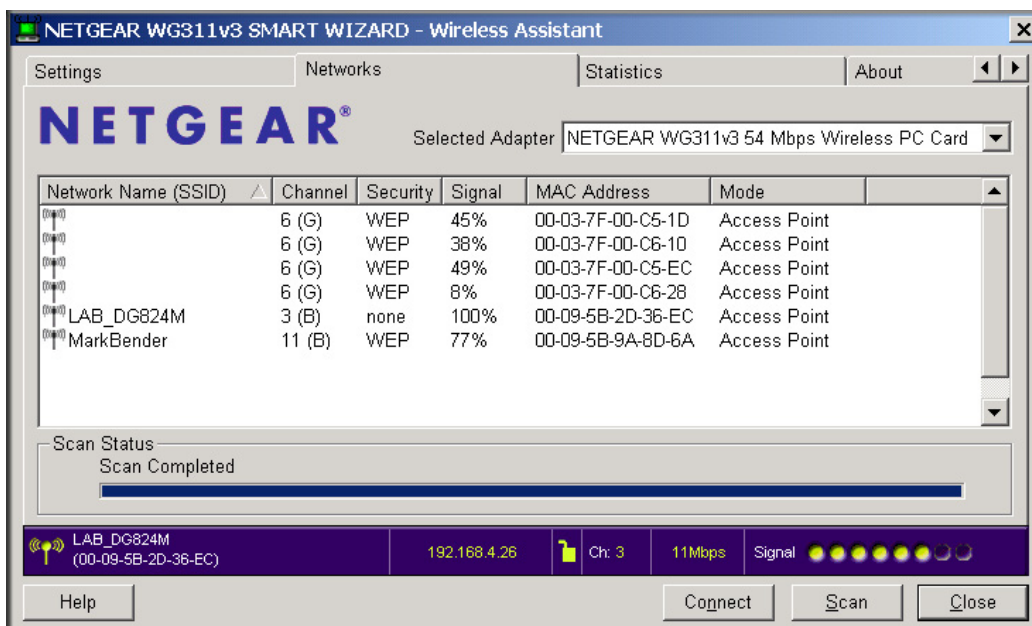 NETGEAR WG311v3 SMART WIZARD - Wireless Assistant
Settings Networks Statistics About
NETGEAR®
Selected Adapter NETGEAR WG311v3 54 Mbps Wireless PC Card
Network Name (SSID) Channel Security Signal MAC Address Mode
6 (G) WEP 45% 00-03-7F-00-C5-1D Access Point
6 (G) WEP 38% 00-03-7F-00-C6-10 Access Point
6 (G) WEP 49% 00-03-7F-00-C5-EC Access Point
6 (G) WEP 8% 00-03-7F-00-C6-28 Access Point
LAB_DG824M 3 (B) none 100% 00-09-5B-2D-36-EC Access Point
MarkBender 11 (B) WEP 77% 00-09-5B-9A-8D-6A Access Point
Scan Status
Scan Completed
LAB_DG824M
(00-09-5B-2D-36-EC) 192.168.4.26 Ch: 3 11Mbps Signal
Help Connect Scan Close